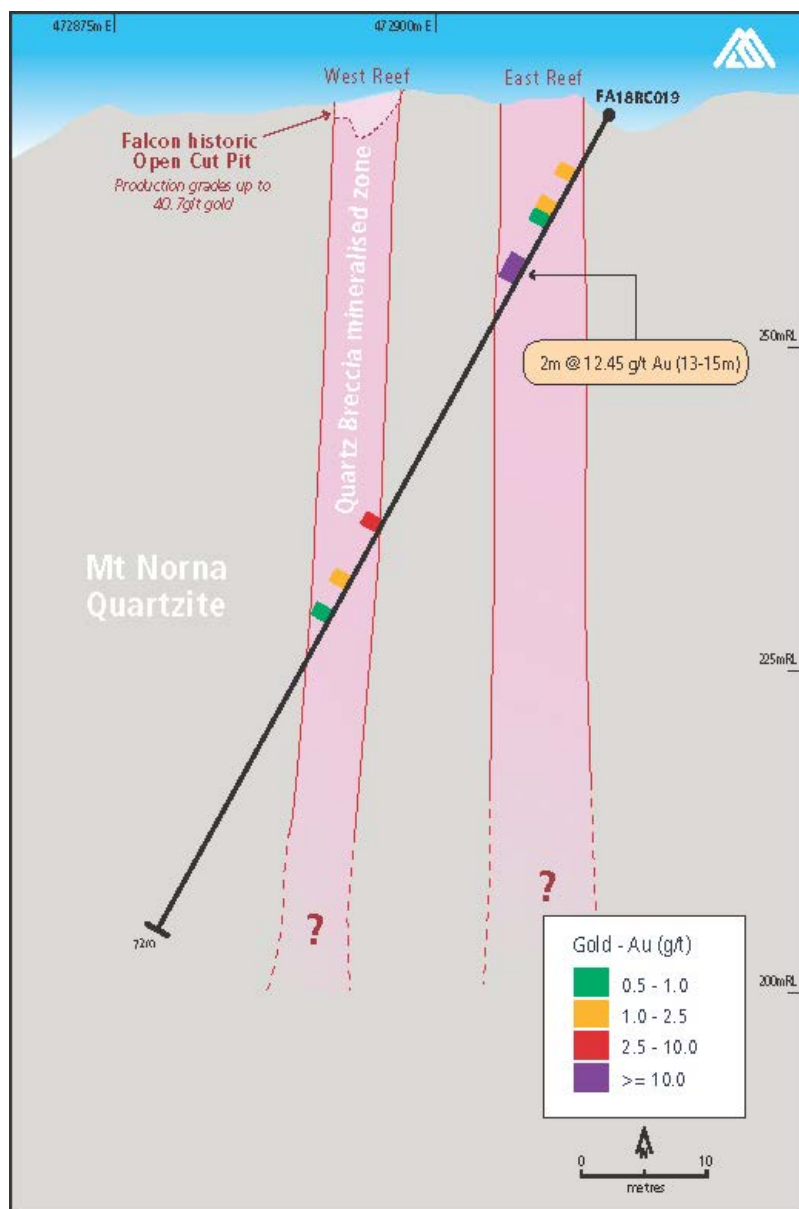 472875m E
472900m E
West Reef
East Reef
FA18RC019
Falcon historic
Open Cut Pit
Production grades up to
40.7g/t gold
Quartz Breccia mineralised zone
250mRL
2m @ 12.45 g/t Au (13-15m)
Mt Norna
Quartzite
225mRL
?
?
72m
Gold - Au (g/t)
0.5 - 1.0
1.0 - 2.5
2.5 - 10.0
>= 10.0
200mRL
N
0
10
metres